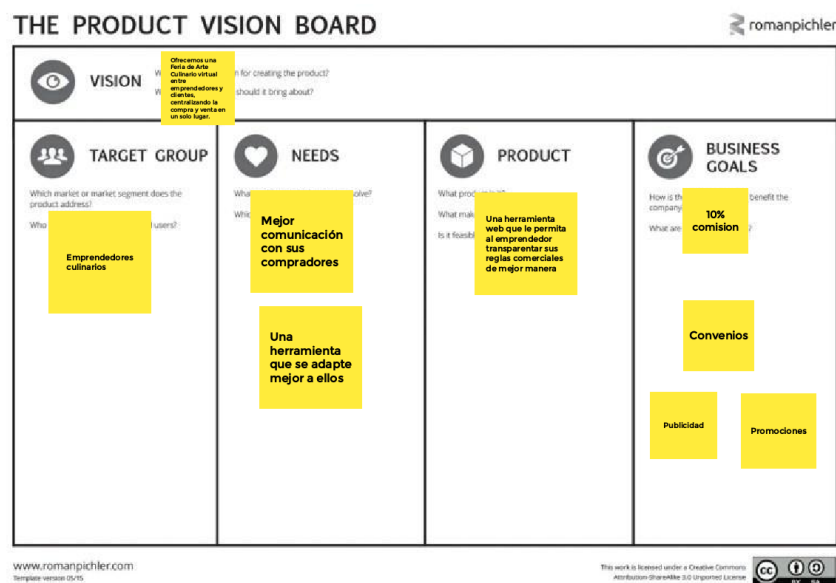 THE PRODUCT VISION BOARD
romanpichler
VISION
Ofrecemos una
Feria de Arte
Culinario virtual
entre
emprendedores y
clientes,
centralizando la
compra y venta en
un solo lugar.
n for creating the product?
should it bring about?
TARGET GROUP
Which market or market segment does the
product address?
Who
users?
Emprendedores
culinarios
NEEDS
olve?
Mejor
comunicación
con sus
compradores
Una
herramienta
que se adapte
mejor a ellos
PRODUCT
What prod
What mak
Is it feasibl
Una herramienta
web que le permita
al emprendedor
transparentar sus
reglas comerciales
de mejor manera
BUSINESS
GOALS
How is th
benefit the
company
What are
?
10%
comision
Convenios
Publicidad
Promociones
www.romanpichler.com
Template version 05/15
This work is licensed under a Creative Commons
Attribution-ShareAlike 3.0 Unported License
cc
BY SA